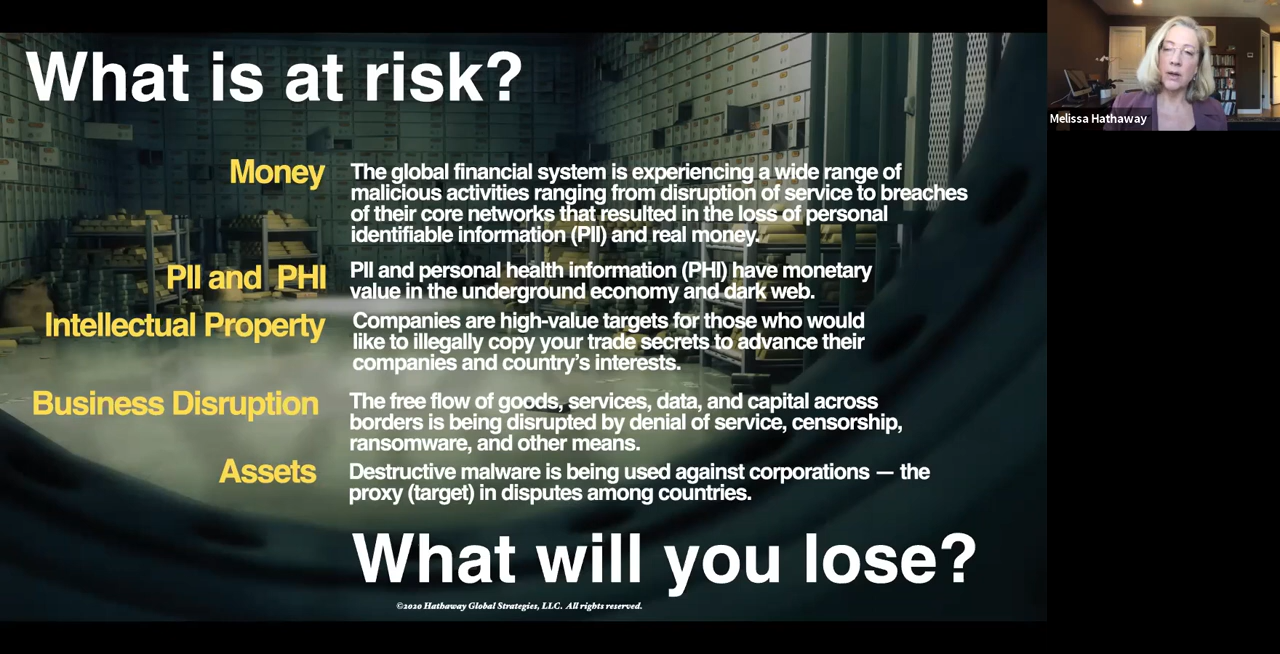 What is at risk?
Melissa Hathaway
Money
The global financial system is experiencing a wide range of
malicious activities ranging from disruption of service to breaches
of their core networks that resulted in the loss of personal
identifiable information (PII) and real money.
PII and PHI
PII and personal health information (PHI) have monetary
value in the underground economy and dark web.
Intellectual Property
Companies are high-value targets for those who would
like to illegally copy your trade secrets to advance their
companies and country's interests.
Business Disruption
The free flow of goods, services, data, and capital across
borders is being disrupted by denial of service, censorship,
ransomware, and other means.
Assets
Destructive malware is being used against corporations — the
proxy (target) in disputes among countries.
What will you lose?
©2020 Hathaway Global Strategies, LLC. All rights reserved.